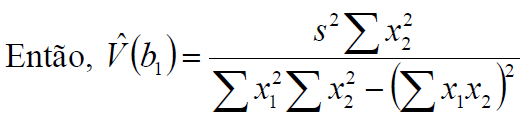 Então, V̂(b₁) = s² ∑ x₂² / (∑ x₁² ∑ x₂² − (∑ x₁x₂)²)